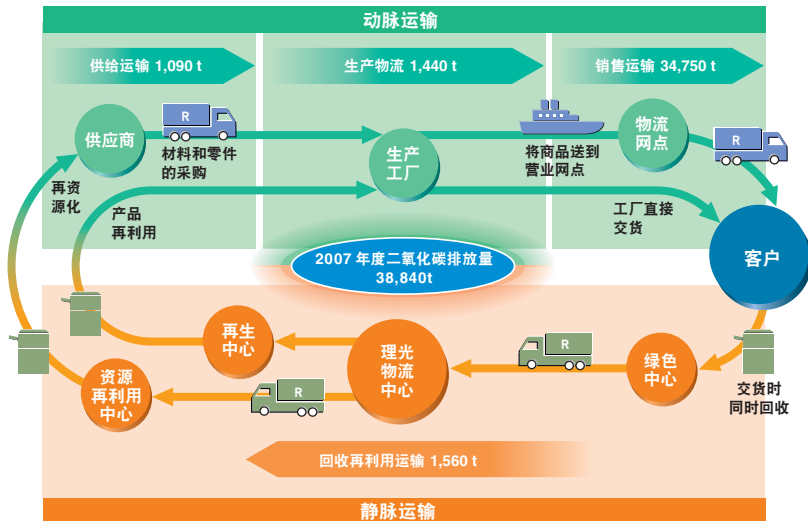 动脉运输
供给运输 1,090 t
生产物流 1,440 t
销售运输 34,750 t
R
供应商
材料和零件
的采购
生产
工厂
将商品送到
营业网点
物流
网点
R
再资
源化
产品
再利用
工厂直接
交货
客户
2007 年度二氧化碳排放量
38,840t
再生
中心
理光
物流
中心
R
绿色
中心
资源
再利用
中心
R
交货时
同时回收
回收再利用运输 1,560 t
静脉运输